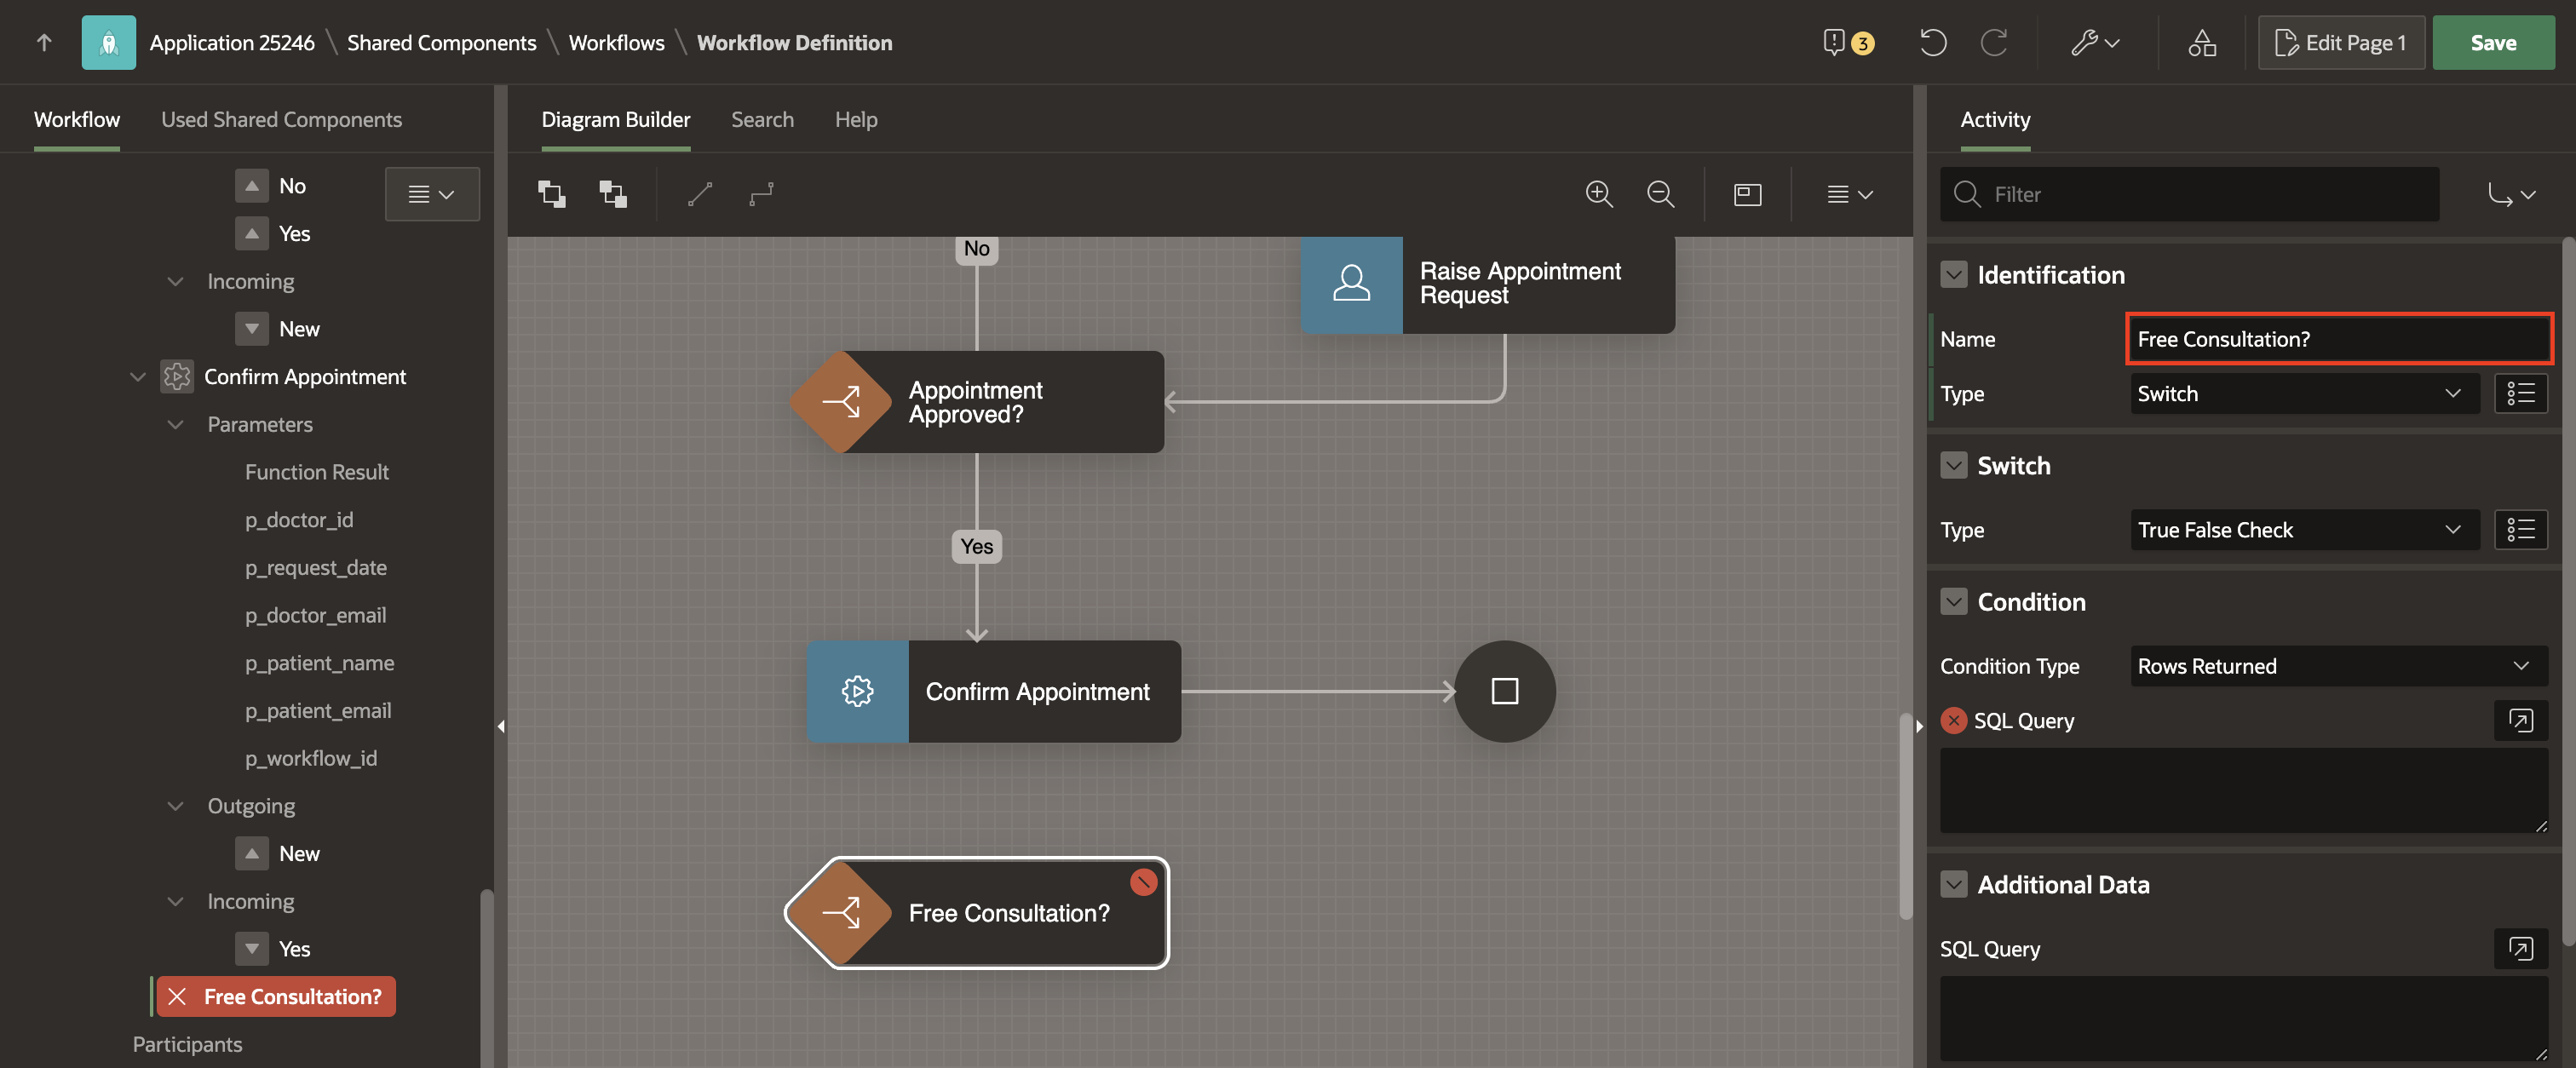 Application 25246 \ Shared Components \ Workflows \ Workflow Definition
3
Edit Page 1
Save
Workflow
Used Shared Components
No
Yes
Incoming
New
Confirm Appointment
Parameters
Function Result
p_doctor_id
p_request_date
p_doctor_email
p_patient_name
p_patient_email
p_workflow_id
Outgoing
New
Incoming
Yes
Free Consultation?
Participants
Diagram Builder
Search
Help
No
Raise Appointment
Request
Appointment
Approved?
Yes
Confirm Appointment
Free Consultation?
Activity
Filter
Identification
Name
Free Consultation?
Type
Switch
Switch
Type
True False Check
Condition
Condition Type
Rows Returned
SQL Query
Additional Data
SQL Query